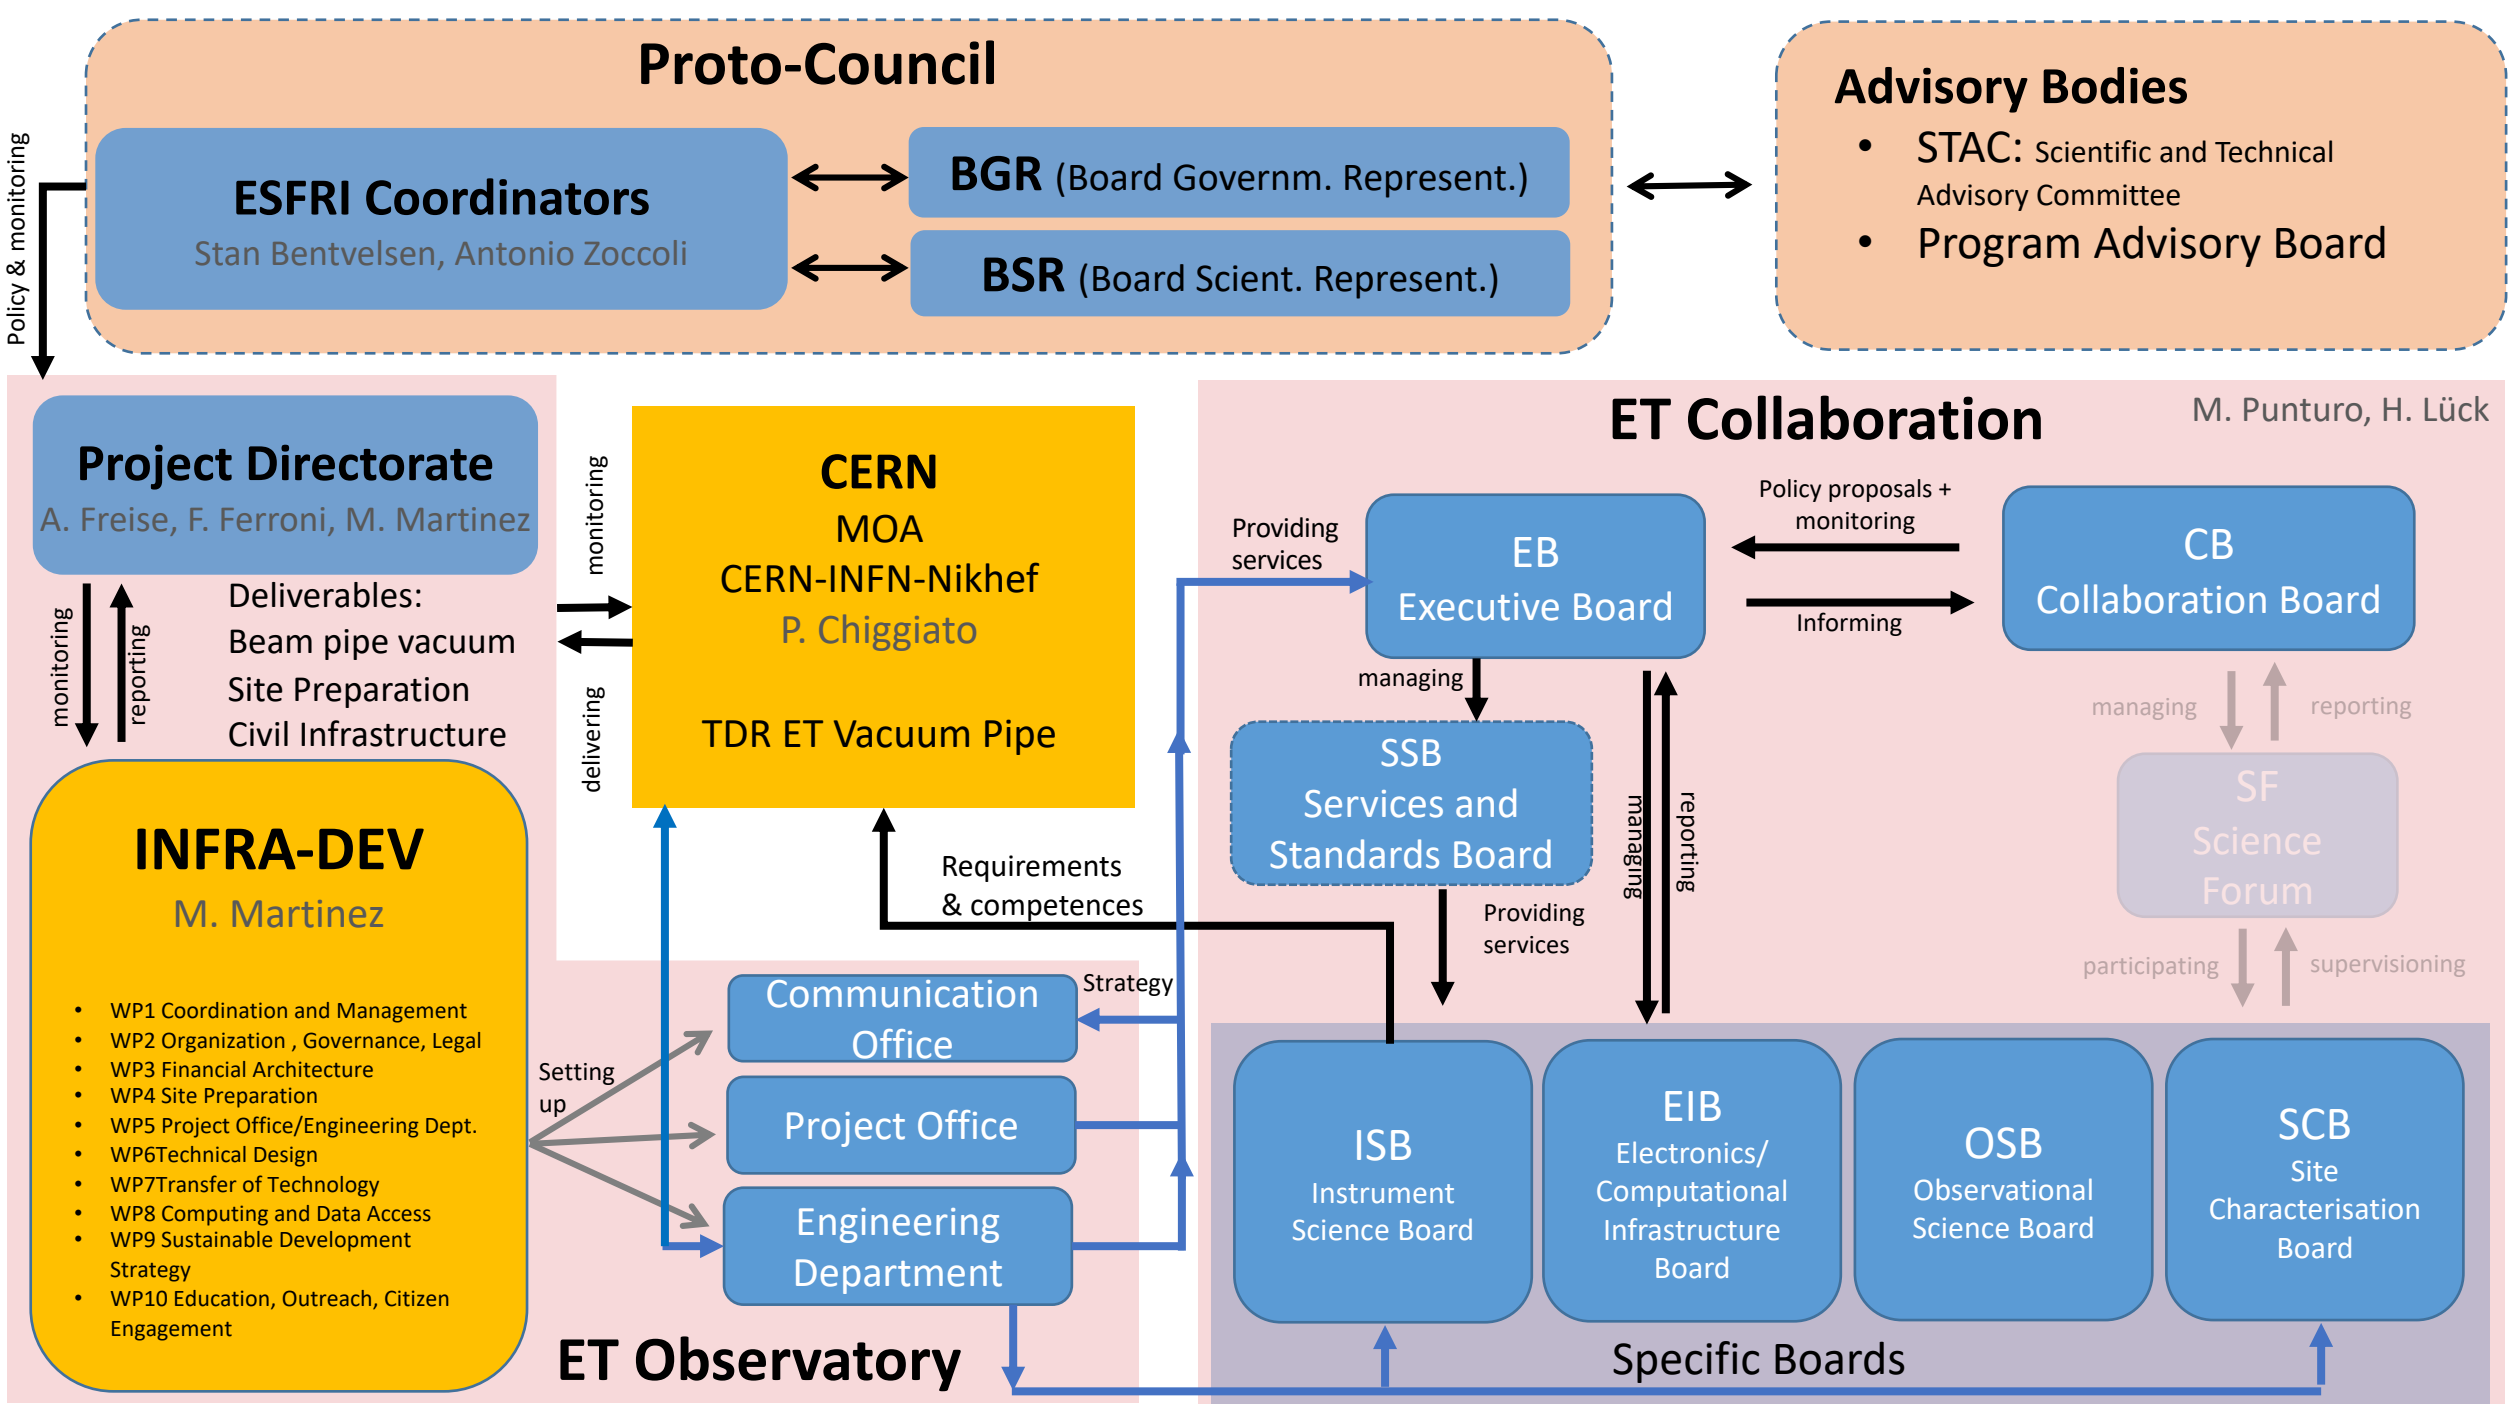 Proto-Council
ESFRI Coordinators
Stan Bentvelsen, Antonio Zoccoli
BGR (Board Governm. Represent.)
BSR (Board Scient. Represent.)
Advisory Bodies
• STAC: Scientific and Technical
Advisory Committee
• Program Advisory Board
Policy & monitoring
Project Directorate
A. Freise, F. Ferroni, M. Martinez
monitoring
reporting
Deliverables:
Beam pipe vacuum
Site Preparation
Civil Infrastructure
monitoring
delivering
CERN
MOA
CERN-INFN-Nikhef
P. Chiggiato
TDR ET Vacuum Pipe
Requirements
& competences
INFRA-DEV
M. Martinez
• WP1 Coordination and Management
• WP2 Organization , Governance, Legal
• WP3 Financial Architecture
• WP4 Site Preparation
• WP5 Project Office/Engineering Dept.
• WP6Technical Design
• WP7Transfer of Technology
• WP8 Computing and Data Access
• WP9 Sustainable Development
Strategy
• WP10 Education, Outreach, Citizen
Engagement
Setting
up
Communication
Office
Strategy
Project Office
Engineering
Department
ET Observatory
ET Collaboration
M. Punturo, H. Lück
Providing
services
EB
Executive Board
Policy proposals +
monitoring
Informing
CB
Collaboration Board
managing
SSB
Services and
Standards Board
Providing
services
managing
reporting
managing
reporting
SF
Science
Forum
participating
supervisioning
ISB
Instrument
Science Board
EIB
Electronics/
Computational
Infrastructure
Board
OSB
Observational
Science Board
SCB
Site
Characterisation
Board
Specific Boards